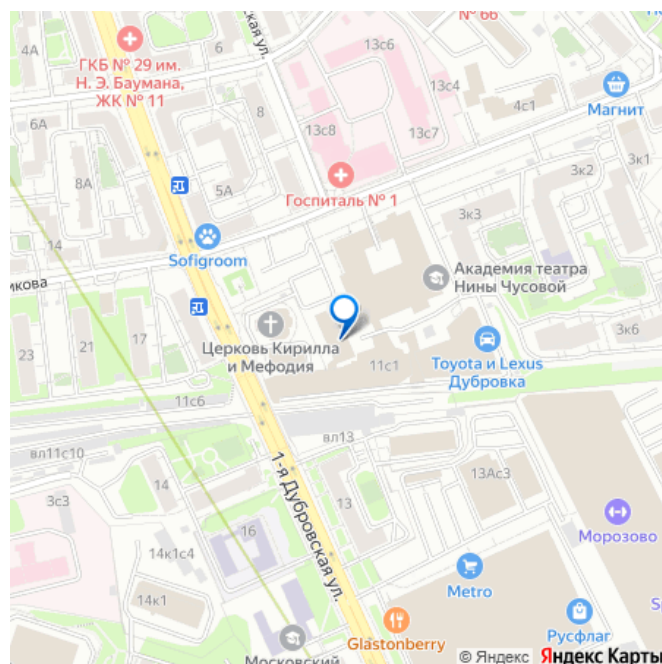 № 66
4А
ГКБ № 29 им.
Н. Э. Баумана,
ЖК № 11
13с6
13с4
4с1
Магнит
6А
8
13с8
13с7
8А
5А
Госпиталь № 1
3к2
3к1
3к3
14
Sofigroom
Академия театра
Нины Чусовой
икова
23
21
17
Церковь Кирилла
и Мефодия
11с1
Toyota и Lexus
Дубровка
3к6
11с6
вл11с10
вл13
1-я Дубровская ул.
3с3
14
13
13Ас3
16
Морозово
14к1с4
14к1
Metro
Glastonberry
Русфлаг
Sp
Московский
© Яндекс Яндекс Карты